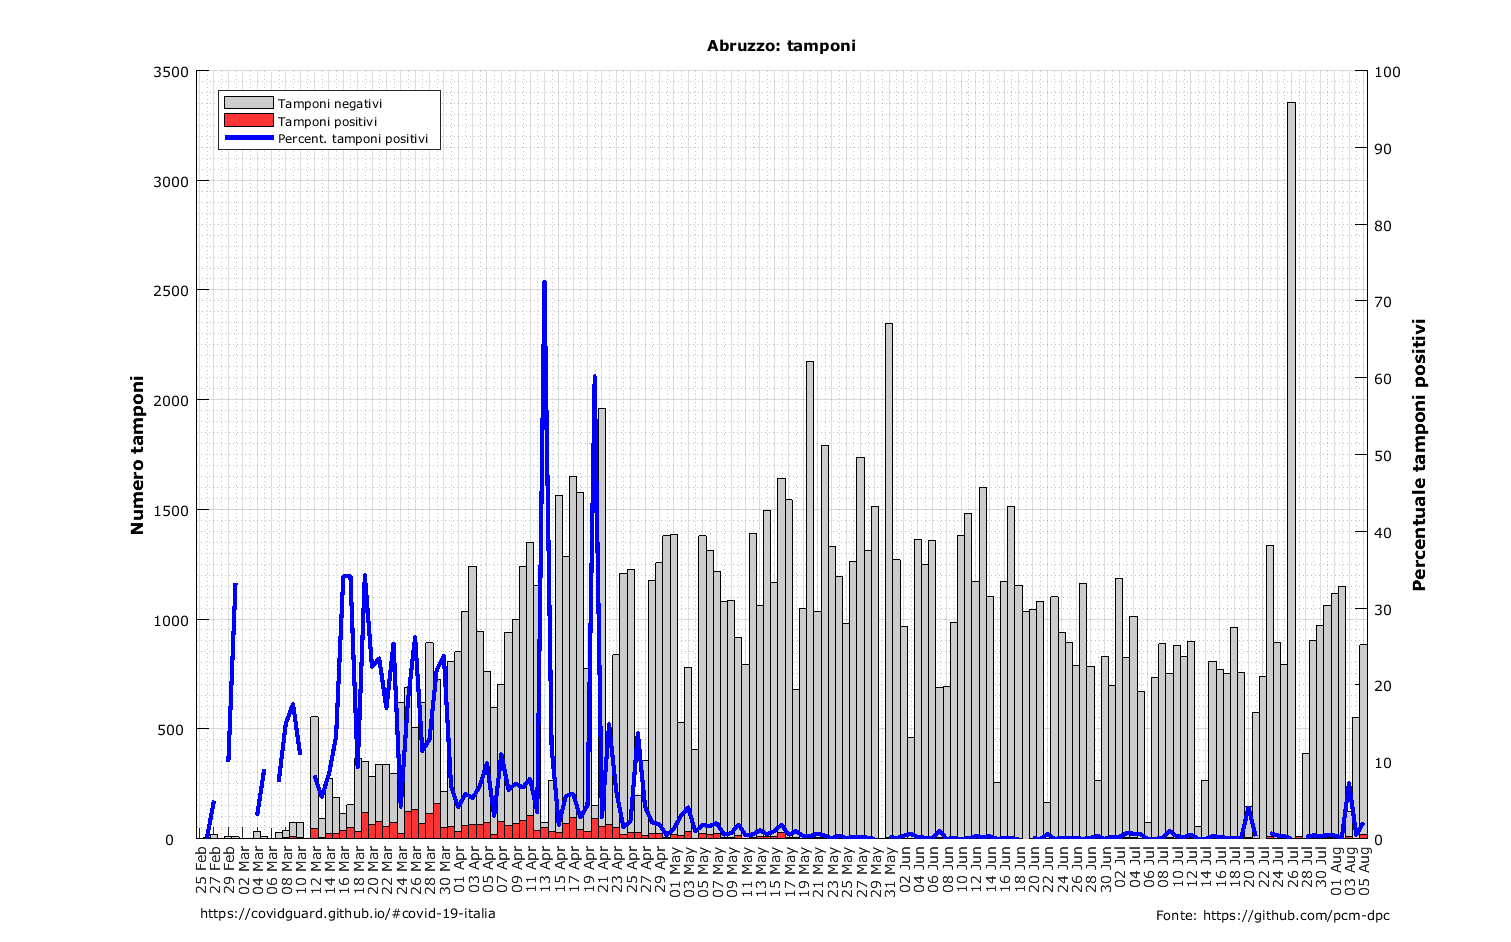 Abruzzo: tamponi
Tamponi negativi
Tamponi positivi
Percent. tamponi positivi
Numero tamponi
3500
3000
2500
2000
1500
1000
500
0
Percentuale tamponi positivi
100
90
80
70
60
50
40
30
20
10
0
25 Feb
27 Feb
29 Feb
02 Mar
04 Mar
06 Mar
08 Mar
10 Mar
12 Mar
14 Mar
16 Mar
18 Mar
20 Mar
22 Mar
24 Mar
26 Mar
28 Mar
30 Mar
01 Apr
03 Apr
05 Apr
07 Apr
09 Apr
11 Apr
13 Apr
15 Apr
17 Apr
19 Apr
21 Apr
23 Apr
25 Apr
27 Apr
29 Apr
01 May
03 May
05 May
07 May
09 May
11 May
13 May
15 May
17 May
19 May
21 May
23 May
25 May
27 May
29 May
31 May
02 Jun
04 Jun
06 Jun
08 Jun
10 Jun
12 Jun
14 Jun
16 Jun
18 Jun
20 Jun
22 Jun
24 Jun
26 Jun
28 Jun
30 Jun
02 Jul
04 Jul
06 Jul
08 Jul
10 Jul
12 Jul
14 Jul
16 Jul
18 Jul
20 Jul
22 Jul
24 Jul
26 Jul
28 Jul
30 Jul
01 Aug
03 Aug
05 Aug
https://covidguard.github.io/#covid-19-italia
Fonte: https://github.com/pcm-dpc